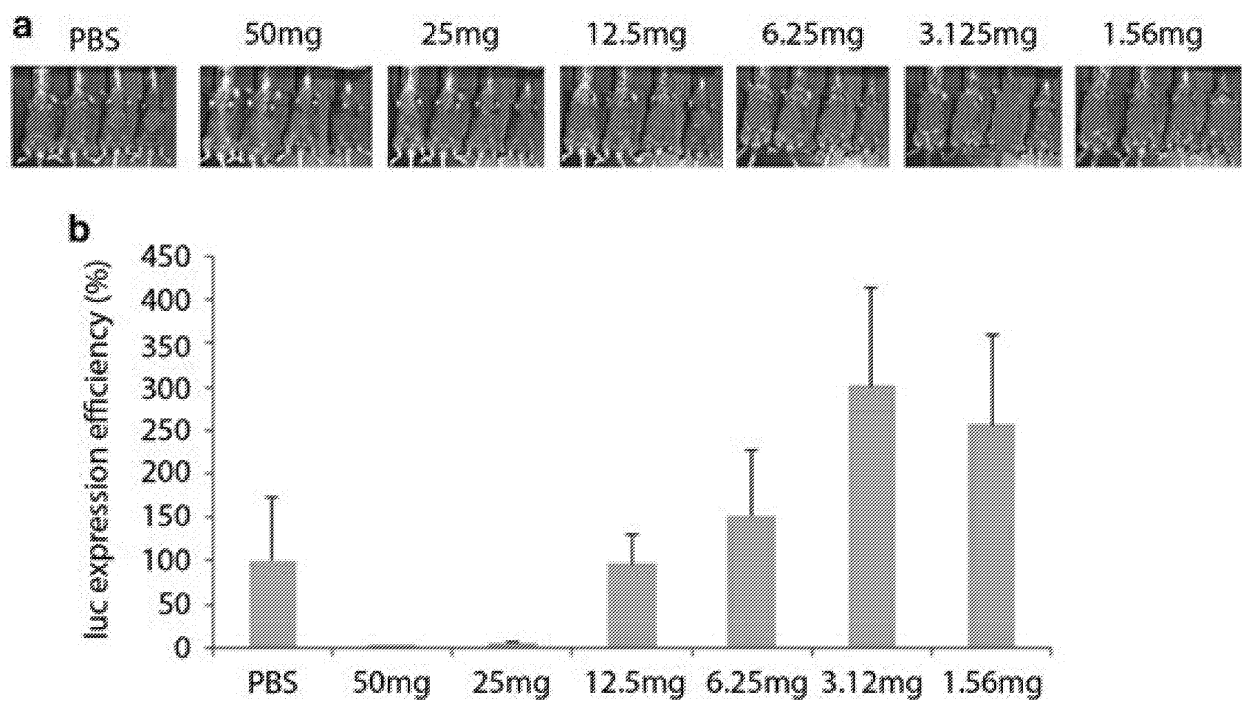 a
PBS 50mg 25mg 12.5mg 6.25mg 3.125mg 1.56mg
b
luc expression efficiency (%)
450
400
350
300
250
200
150
100
50
0
PBS 50mg 25mg 12.5mg 6.25mg 3.12mg 1.56mg